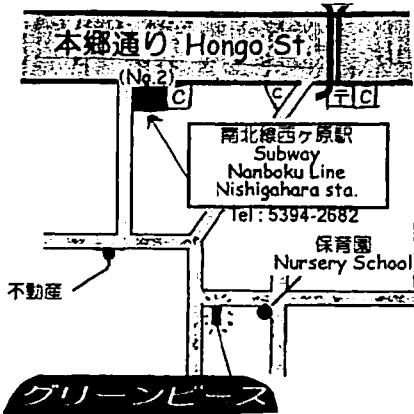 本郷通り Hongo St.
(No.2)
C
C
〒 C
南北線西ヶ原駅
Subway
Nanboku Line
Nishigahara sta.
Tel : 5394-2682
保育園
Nursery School
不動産
グリーンピース